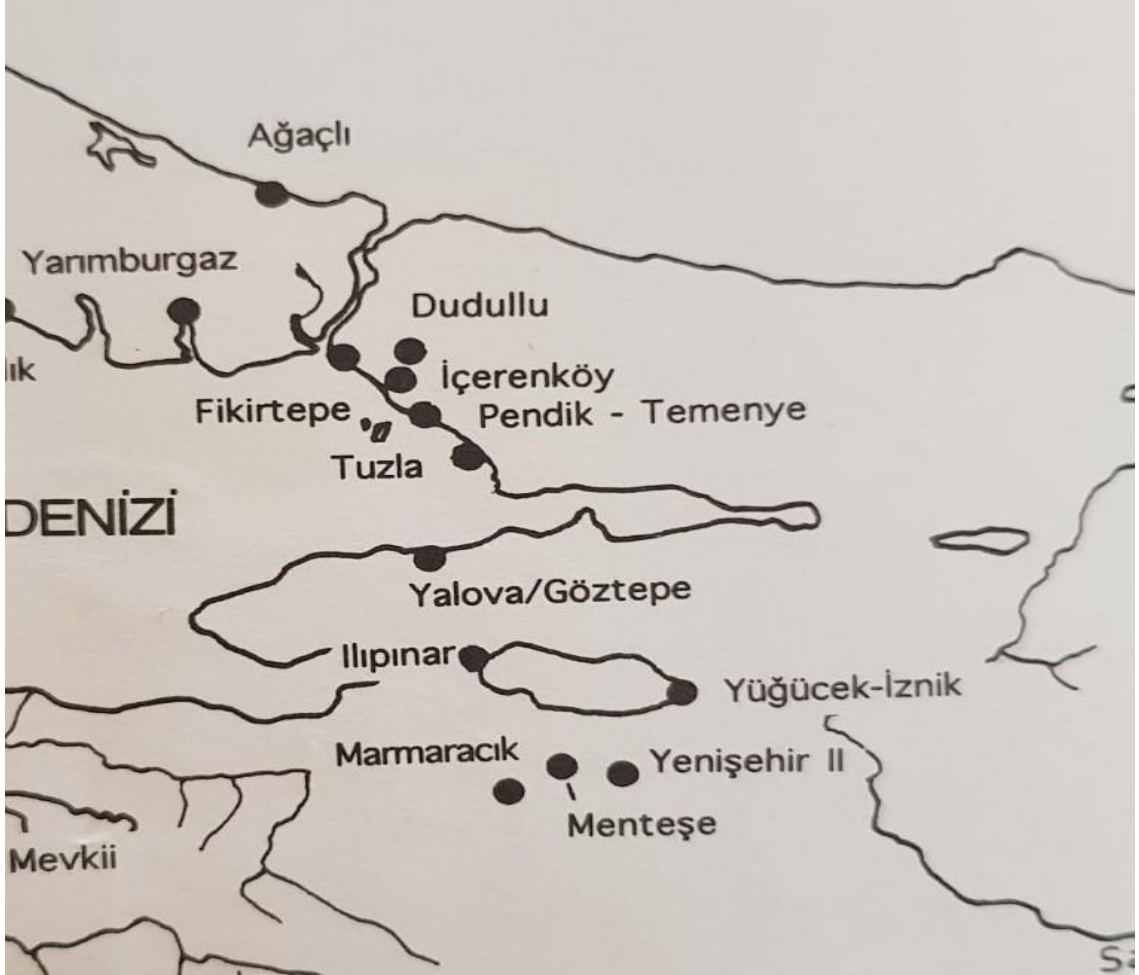 Ağaçlı
Yarımburgaz
Dudullu
İçerenköy
Fikirtepe
Pendik - Temenye
Tuzla
DENİZİ
Yalova/Göztepe
Ilıpınar
Yüğücek-İznik
Marmaracık
Yenişehir II
Menteşe
Mevkii